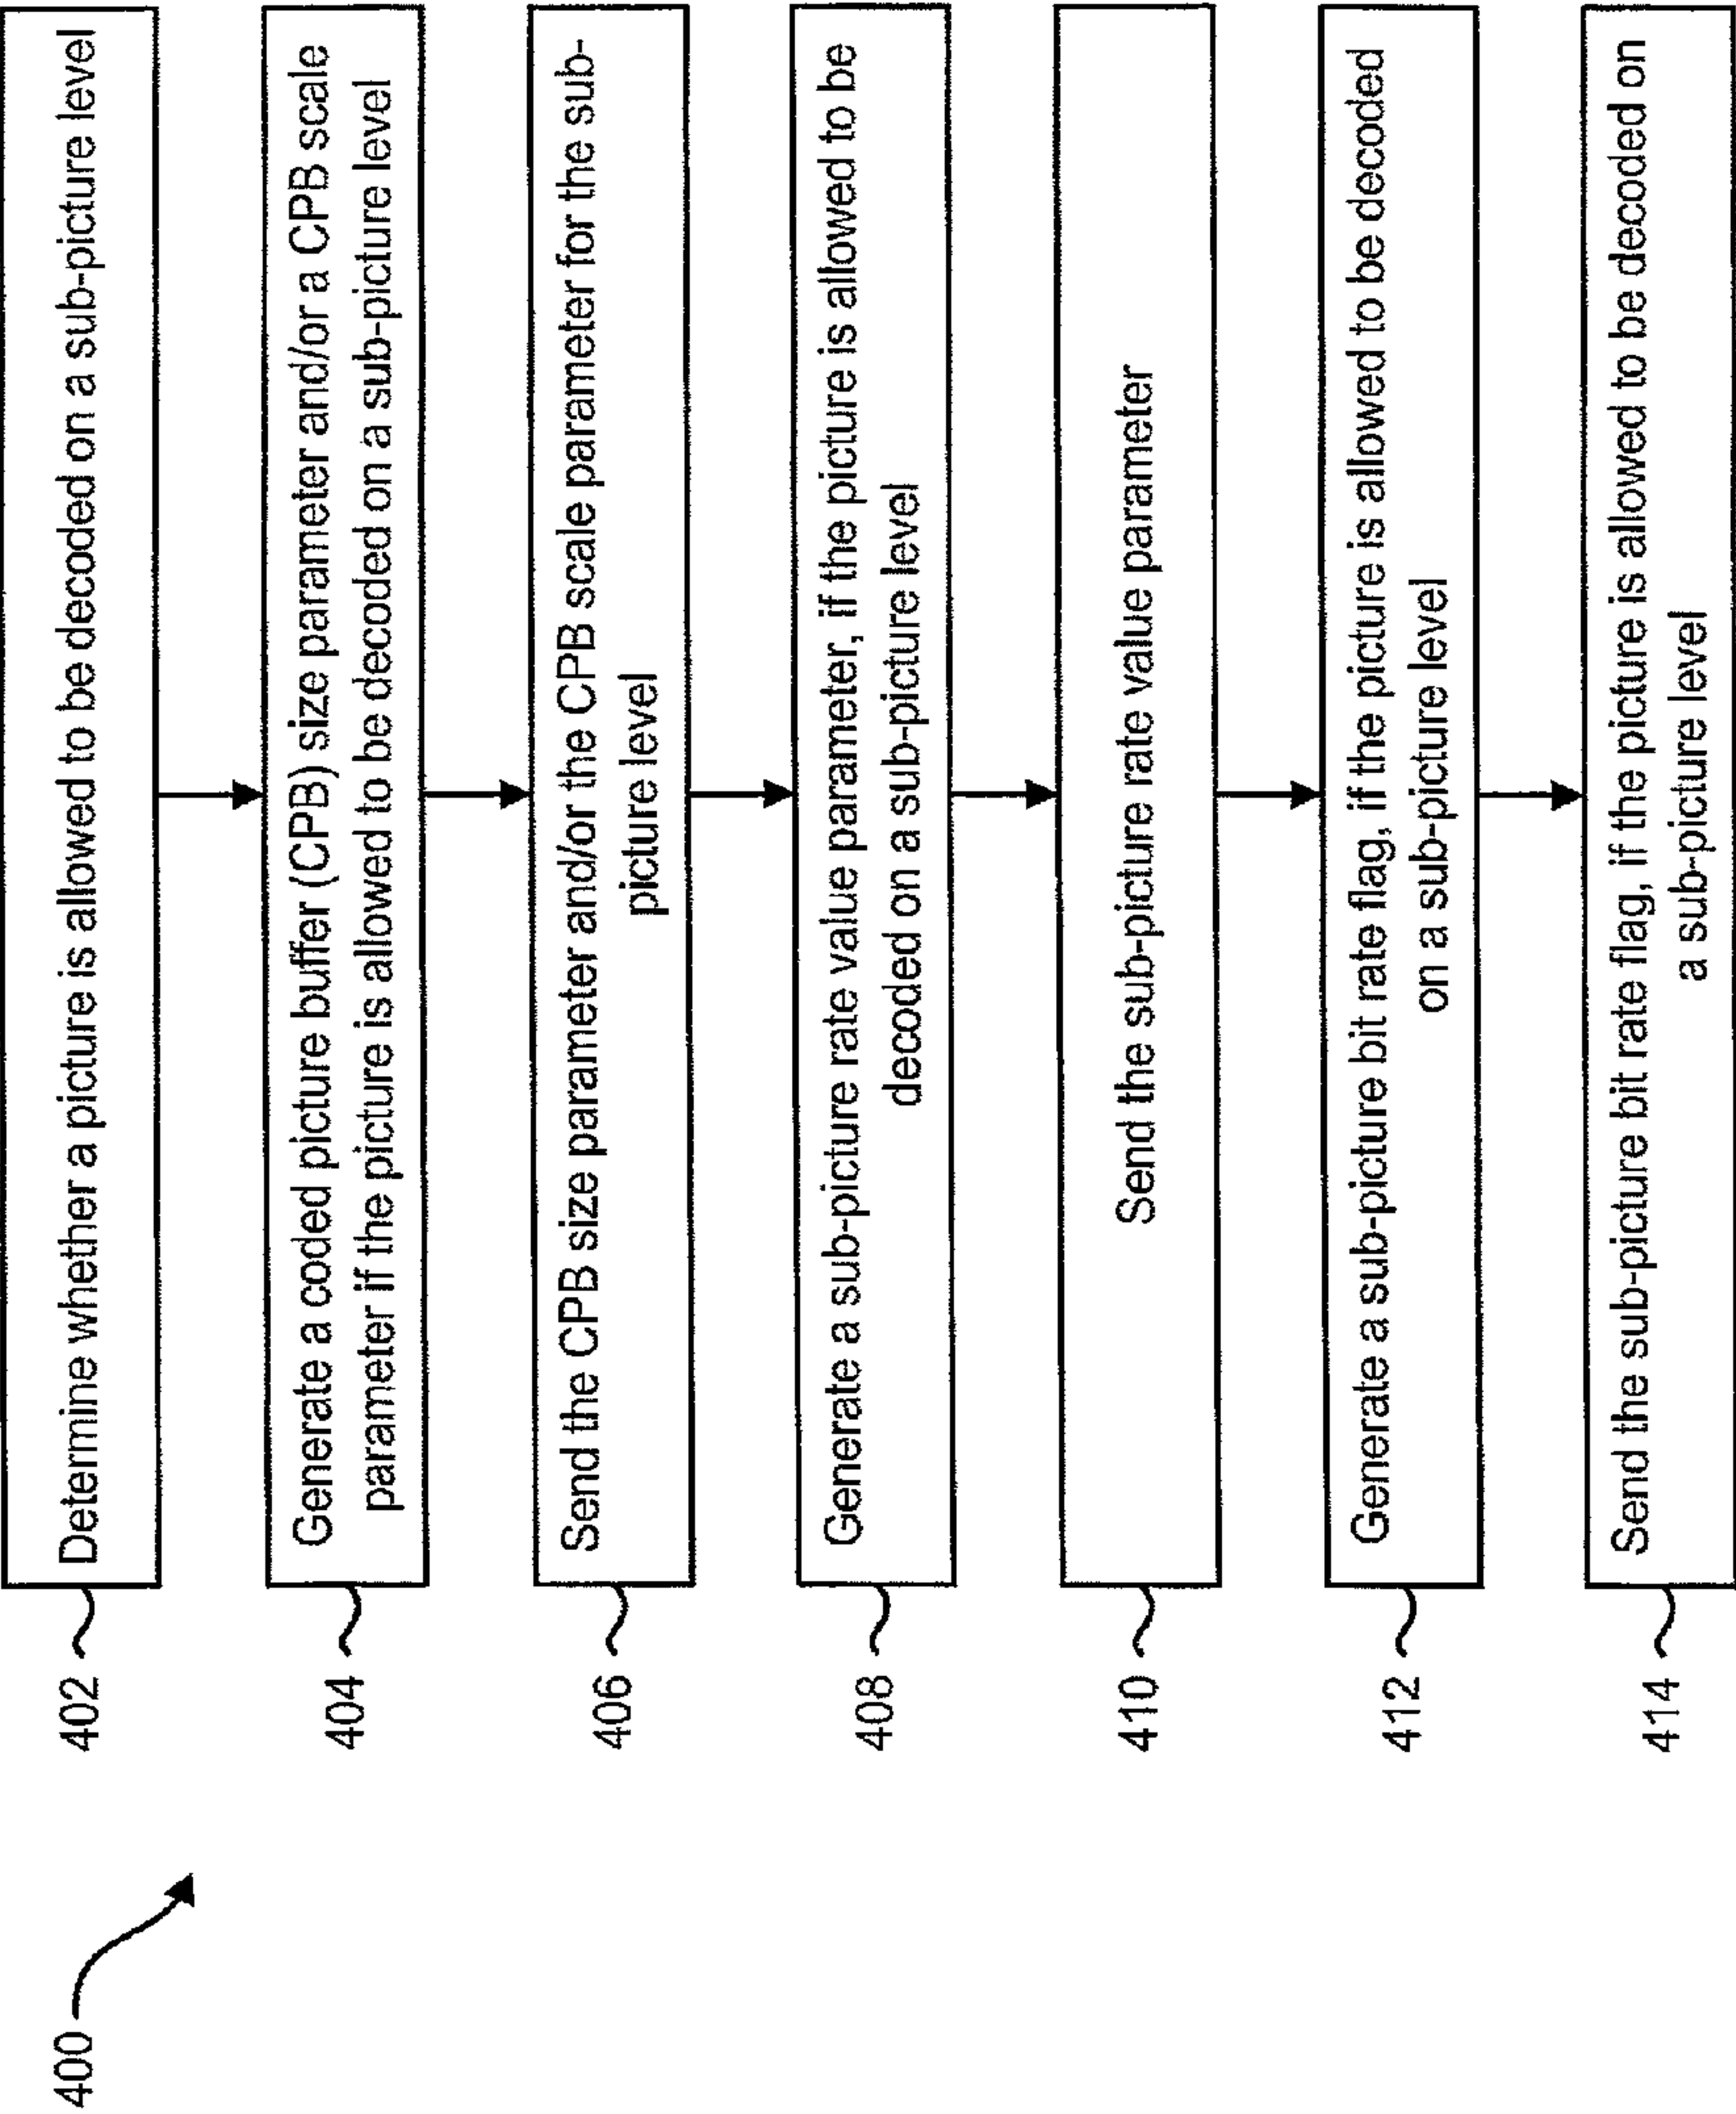 400
402
Determine whether a picture is allowed to be decoded on a sub-picture level
404
Generate a coded picture buffer (CPB) size parameter and/or a CPB scale
parameter if the picture is allowed to be decoded on a sub-picture level
406
Send the CPB size parameter and/or the CPB scale parameter for the sub-
picture level
408
Generate a sub-picture rate value parameter, if the picture is allowed to be
decoded on a sub-picture level
410
Send the sub-picture rate value parameter
412
Generate a sub-picture bit rate flag, if the picture is allowed to be decoded
on a sub-picture level
414
Send the sub-picture bit rate flag, if the picture is allowed to be decoded on
a sub-picture level